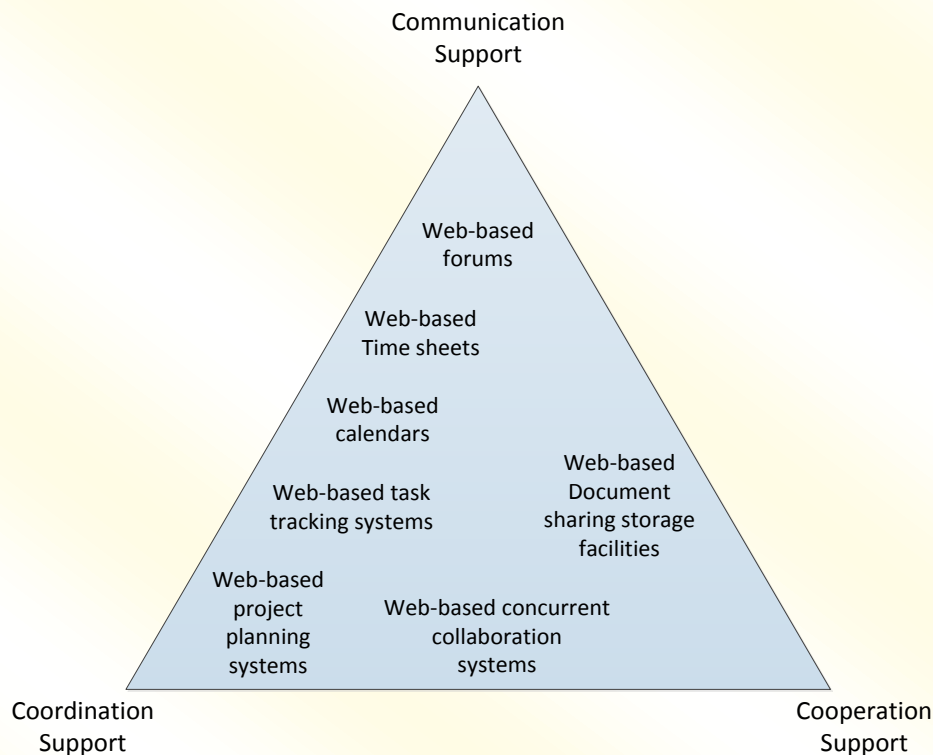 Communication
Support
Web-based
forums
Web-based
Time sheets
Web-based
calendars
Web-based
Document
sharing storage
facilities
Web-based task
tracking systems
Web-based
project
planning
systems
Web-based concurrent
collaboration
systems
Coordination
Support
Cooperation
Support